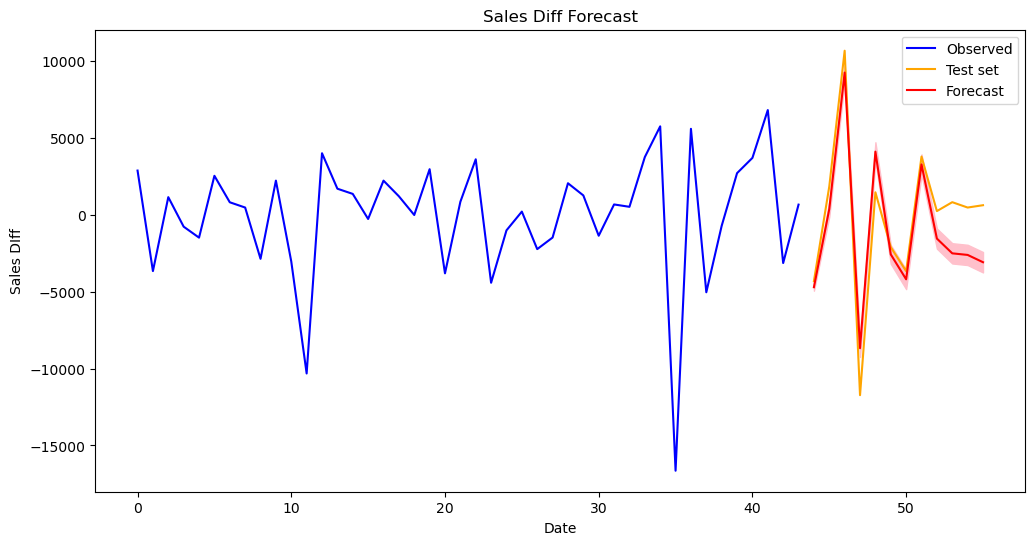 Sales Diff Forecast
Observed
Test set
Forecast
10000
5000
0
−5000
−10000
−15000
Sales DIff
0 10 20 30 40 50
Date